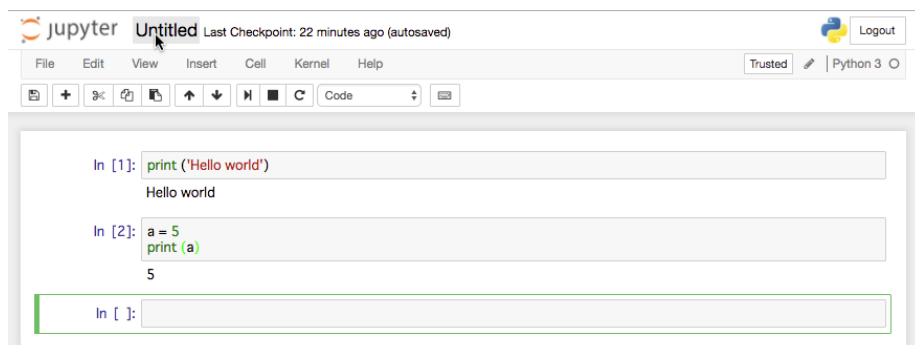 jupyter Untitled Last Checkpoint: 22 minutes ago (autosaved) Logout
File Edit View Insert Cell Kernel Help Trusted Python 3
Code
In [1]: print ('Hello world')
Hello world
In [2]: a = 5
print (a)
5
In [ ]: